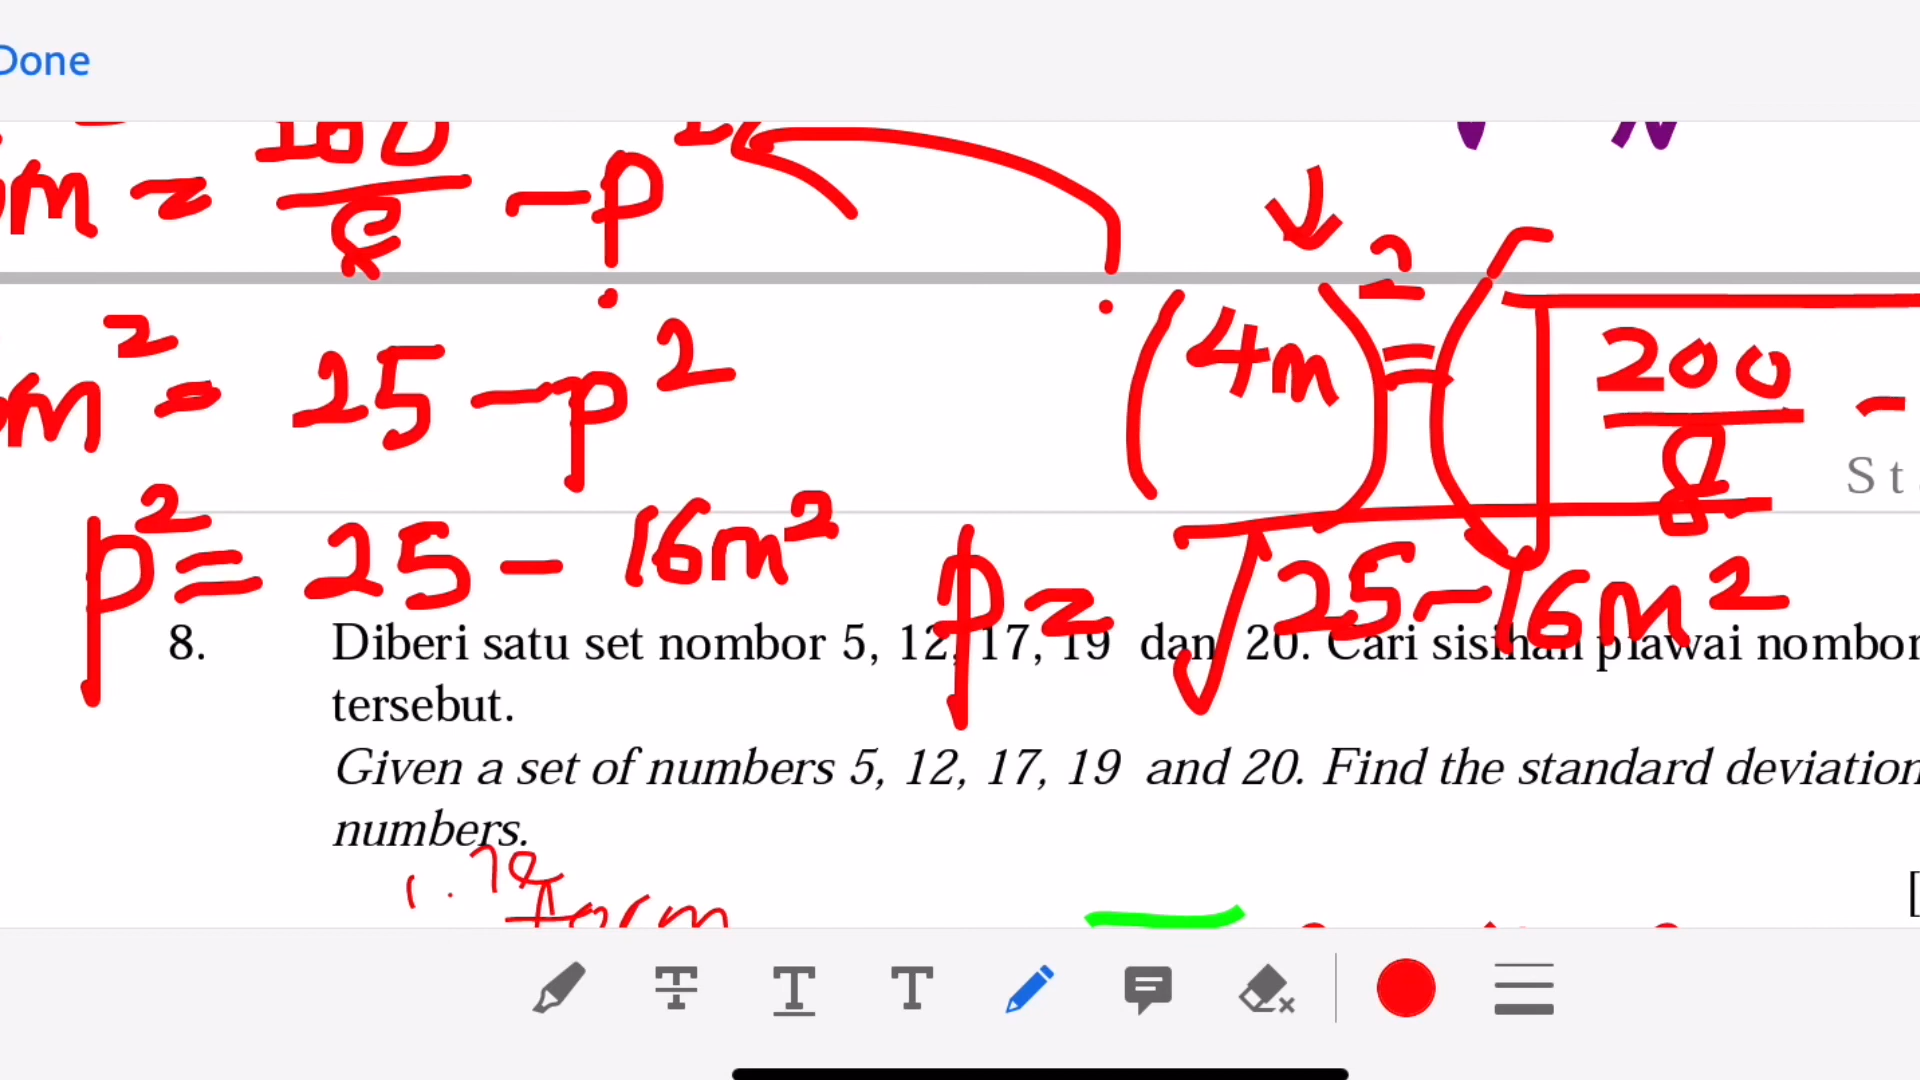 Done
m = /8 - p
(4m)² = ( √ 200/8 -
m² = 25 - p²
St
p² = 25 - 16m² p = √25-16m²
8. Diberi satu set nombor 5, 12, 17, 19 dan 20. Cari sisihan piawai nombor
tersebut.
Given a set of numbers 5, 12, 17, 19 and 20. Find the standard deviation
numbers.
[
T T T